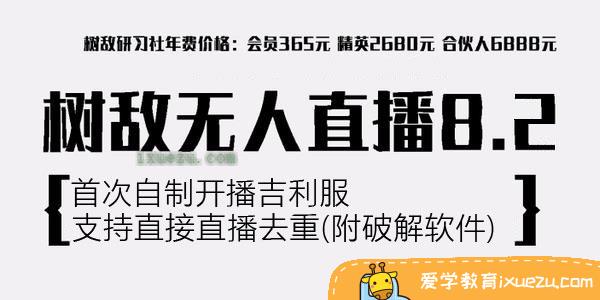 树敌研习社年费价格：会员365元 精英2680元 合伙人6888元
树敌无人直播8.2
ixuezu.com
【首次自制开播吉利服
支持直接直播去重(附破解软件)】
爱学教育ixuezu.com